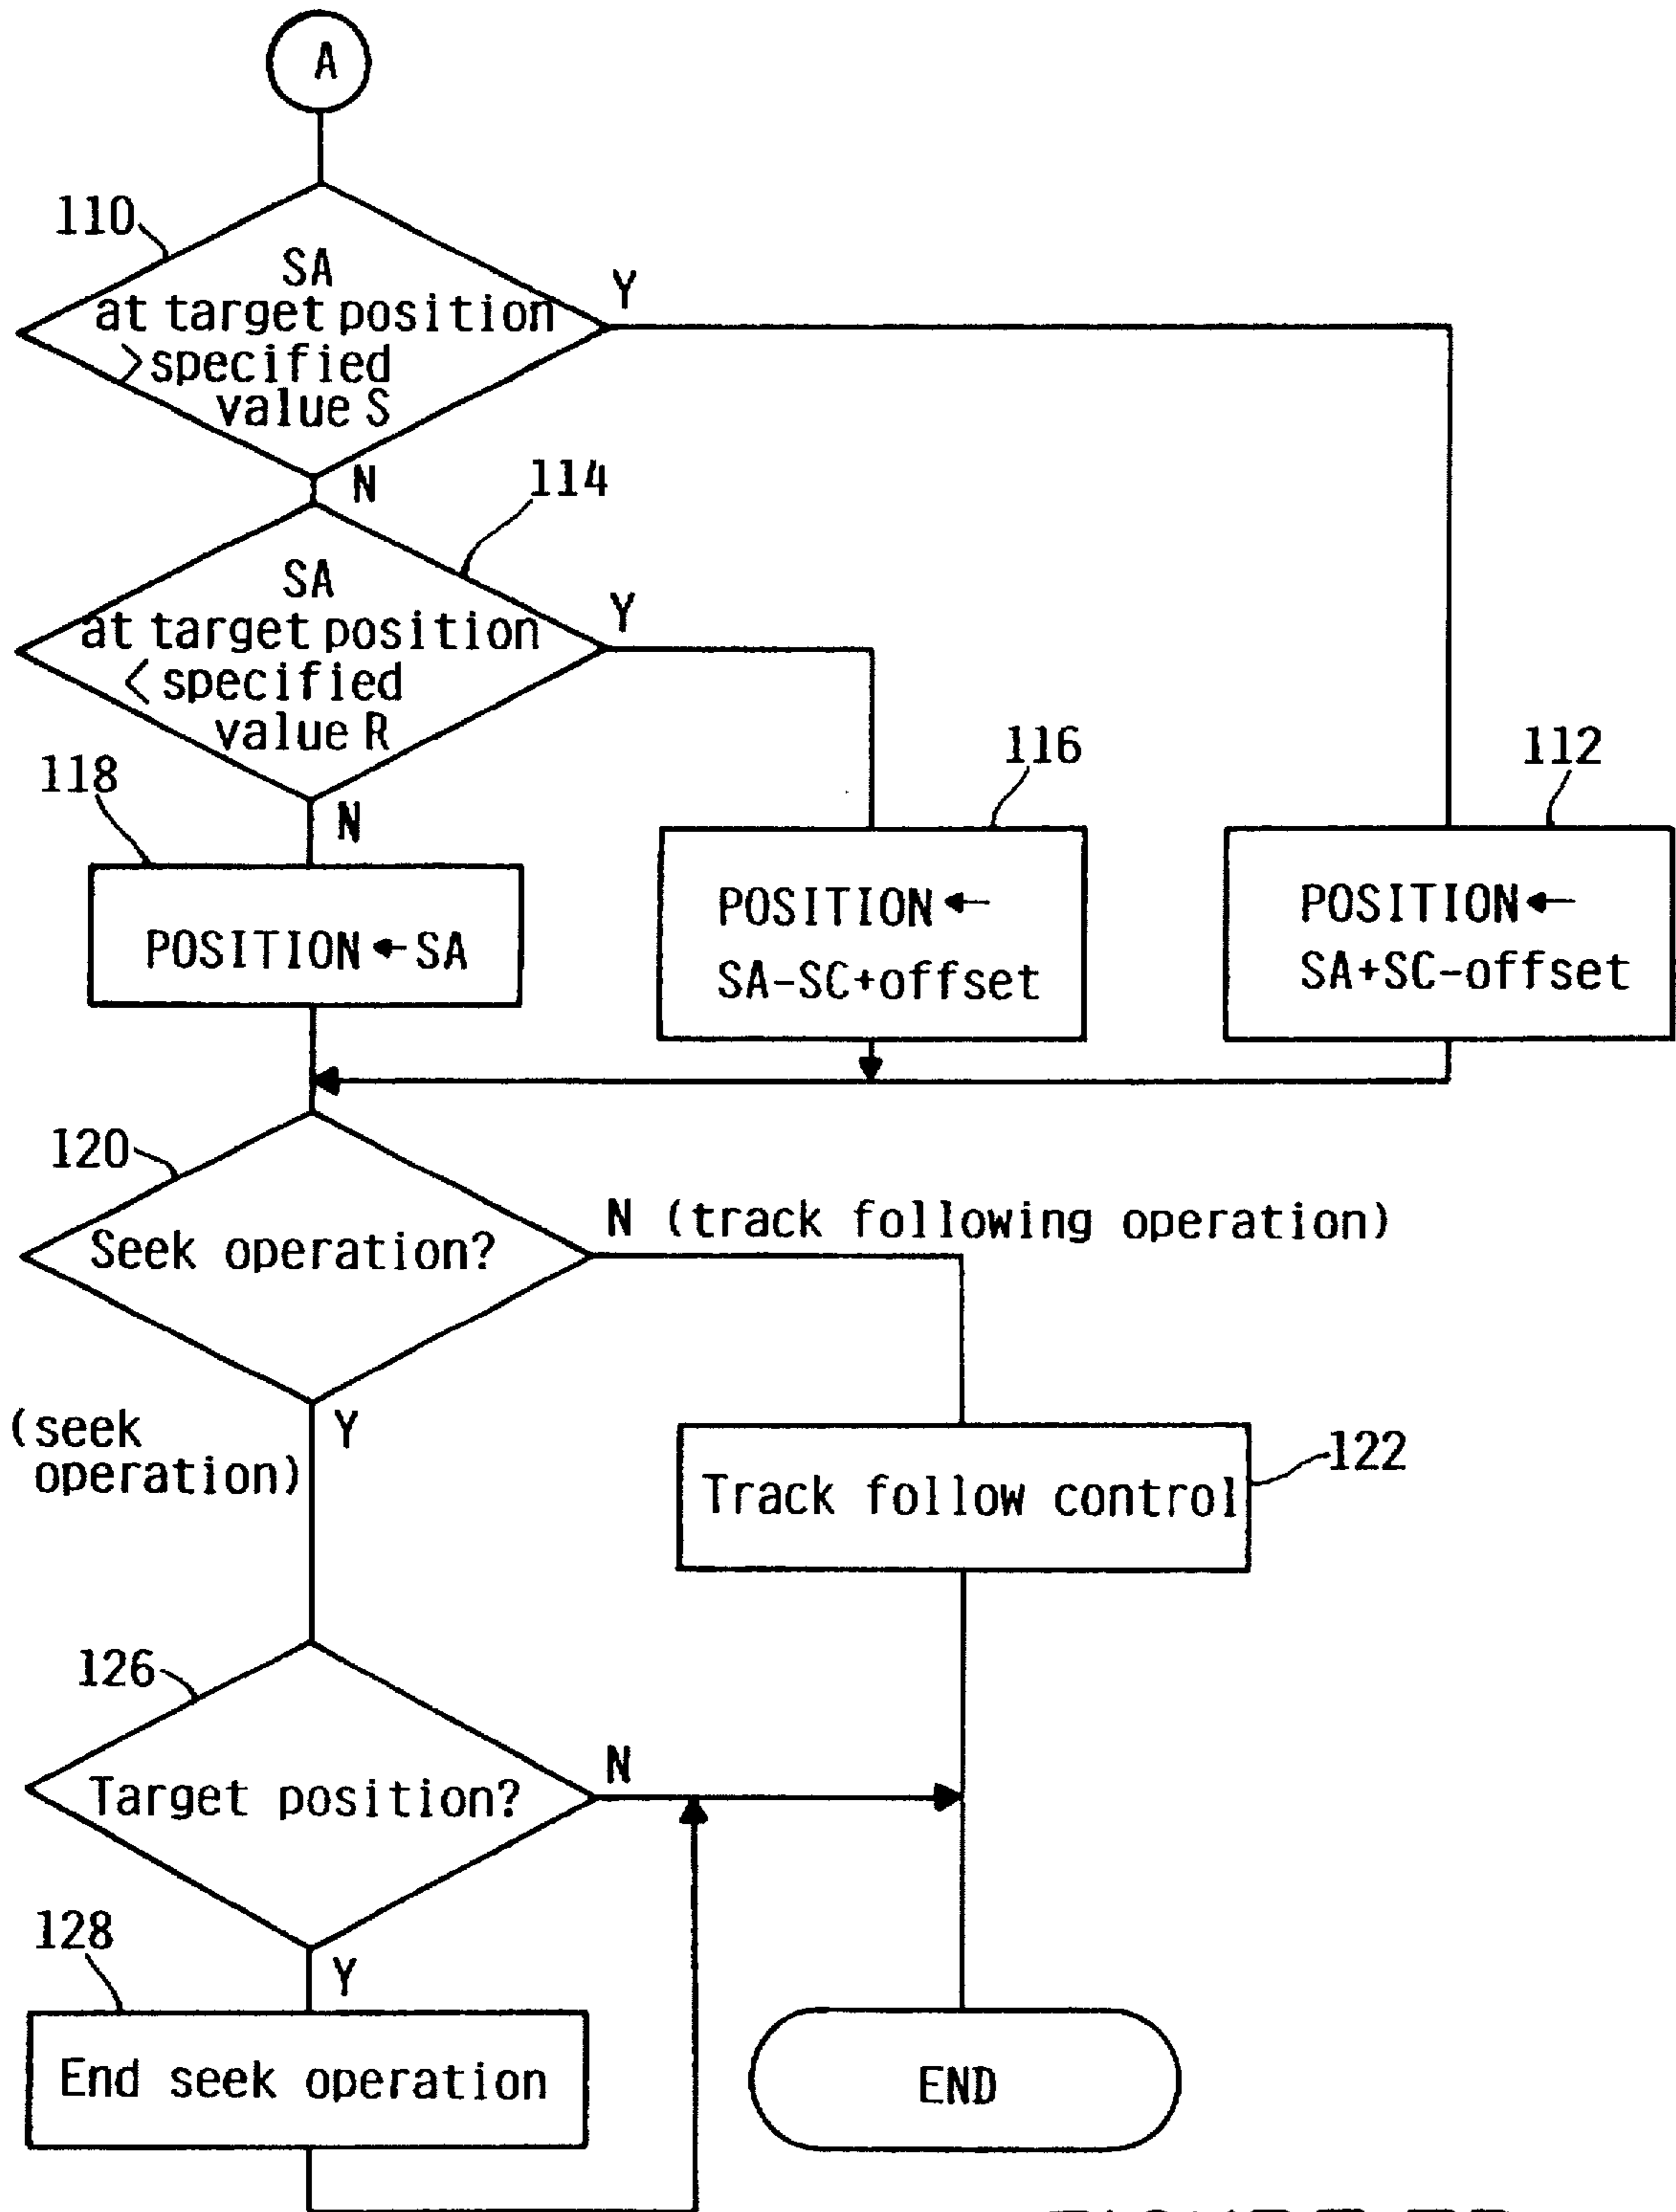 A
110
SA
at target position
>specified
value S
Y
N
114
SA
at target position
< specified
value R
Y
N
118
POSITION ← SA
116
POSITION ←
SA-SC+offset
112
POSITION ←
SA+SC-offset
120
Seek operation?
N (track following operation)
Y
(seek
operation)
Track follow control
122
126
Target position?
N
Y
128
End seek operation
END